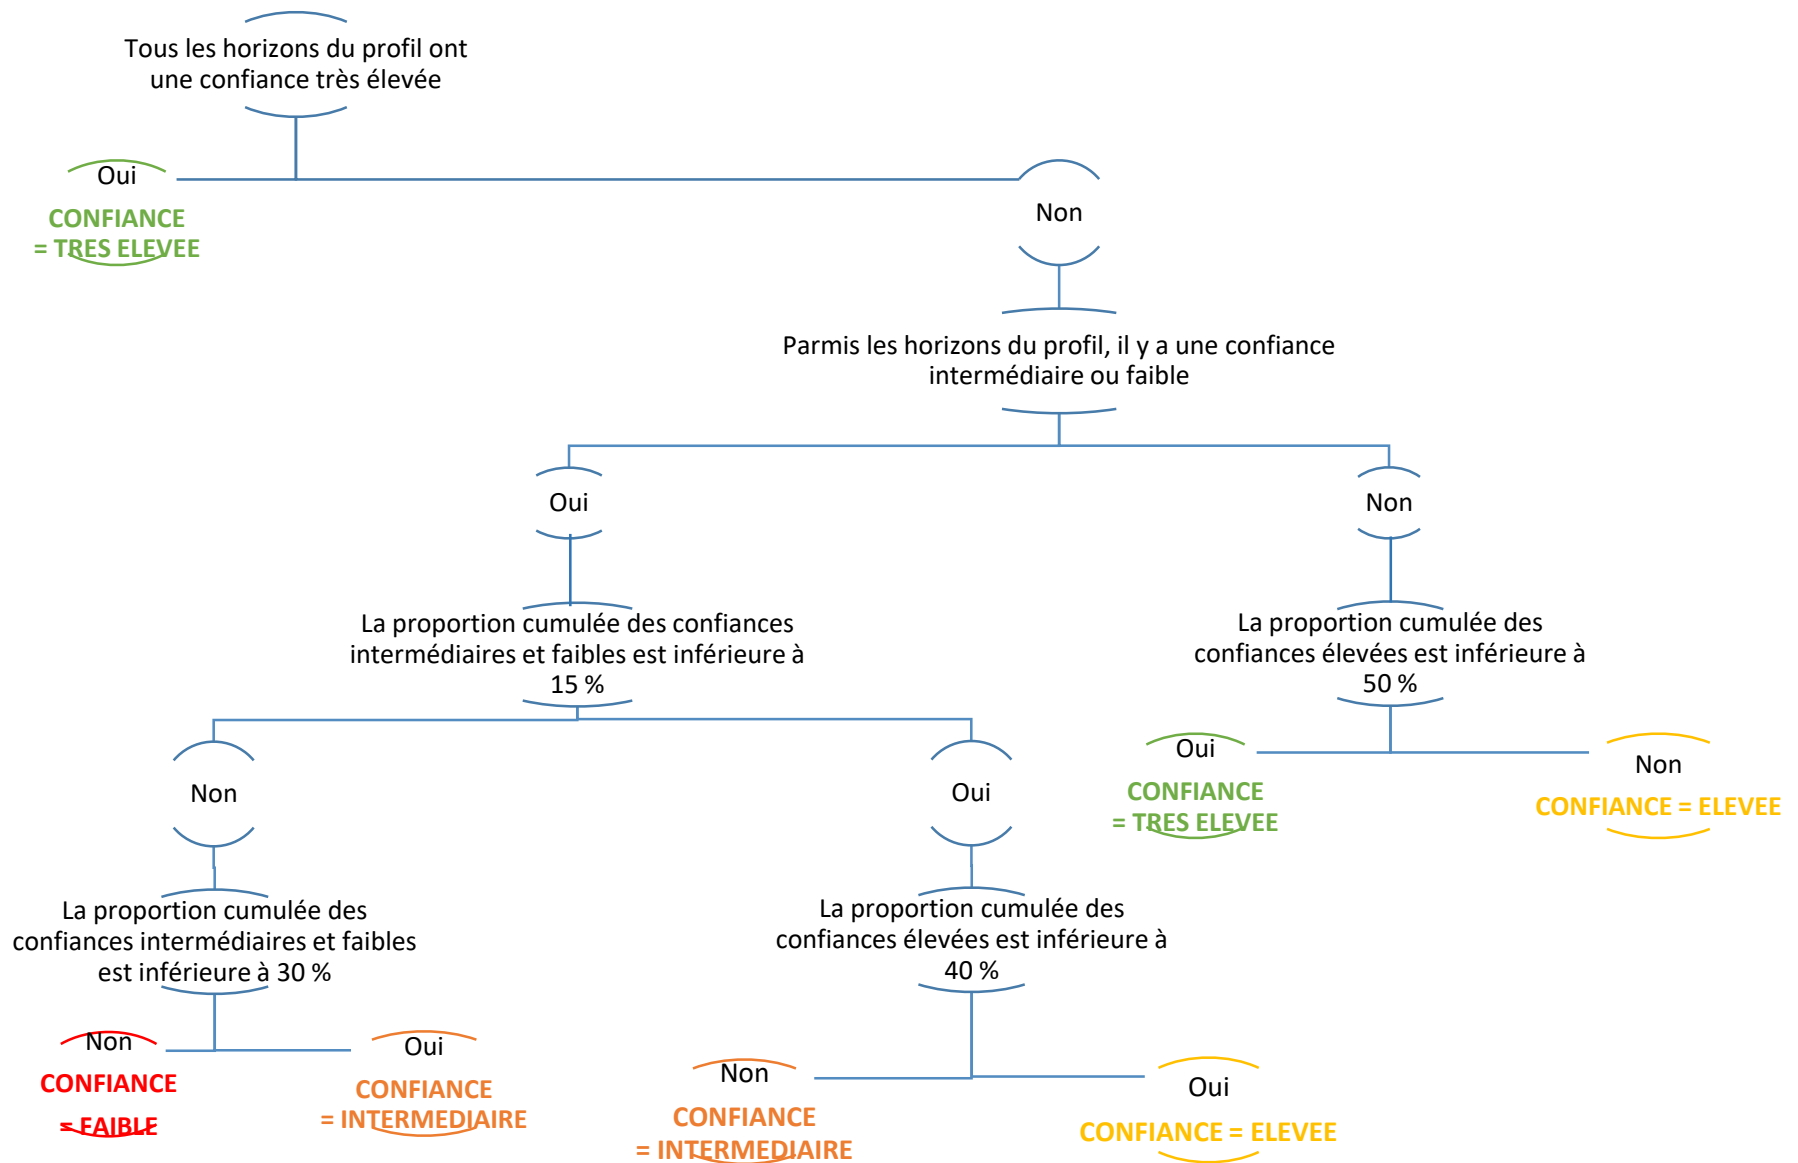 Tous les horizons du profil ont
une confiance très élevée
Oui
CONFIANCE
= TRES ELEVEE
Non
Parmis les horizons du profil, il y a une confiance
intermédiaire ou faible
Oui
Non
La proportion cumulée des confiances
intermédiaires et faibles est inférieure à
15 %
La proportion cumulée des
confiances élevées est inférieure à
50 %
Non
Oui
Oui
CONFIANCE
= TRES ELEVEE
Non
CONFIANCE = ELEVEE
La proportion cumulée des
confiances intermédiaires et faibles
est inférieure à 30 %
La proportion cumulée des
confiances élevées est inférieure à
40 %
Non
CONFIANCE
= FAIBLE
Oui
CONFIANCE
= INTERMEDIAIRE
Non
CONFIANCE
= INTERMEDIAIRE
Oui
CONFIANCE = ELEVEE